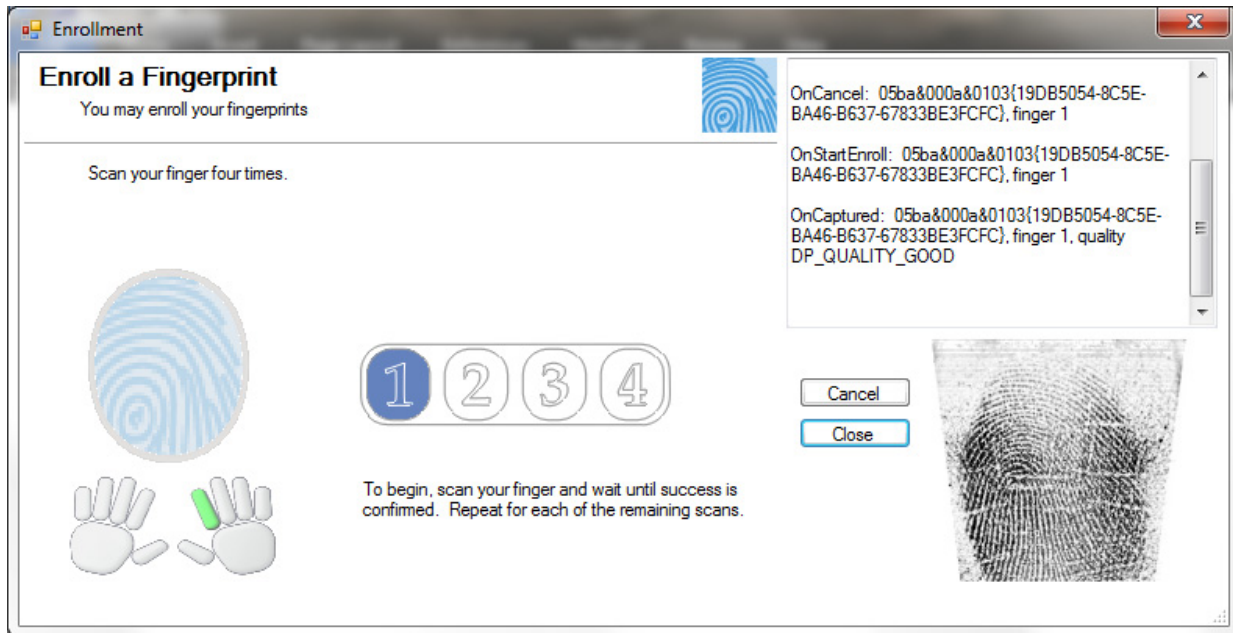 Enrollment
Enroll a Fingerprint
You may enroll your fingerprints
Scan your finger four times.
1 2 3 4
To begin, scan your finger and wait until success is
confirmed. Repeat for each of the remaining scans.
OnCancel: 05ba&000a&0103{19DB5054-8C5E-
BA46-B637-67833BE3FCFC}, finger 1
OnStartEnroll: 05ba&000a&0103{19DB5054-8C5E-
BA46-B637-67833BE3FCFC}, finger 1
OnCaptured: 05ba&000a&0103{19DB5054-8C5E-
BA46-B637-67833BE3FCFC}, finger 1, quality
DP_QUALITY_GOOD
Cancel
Close